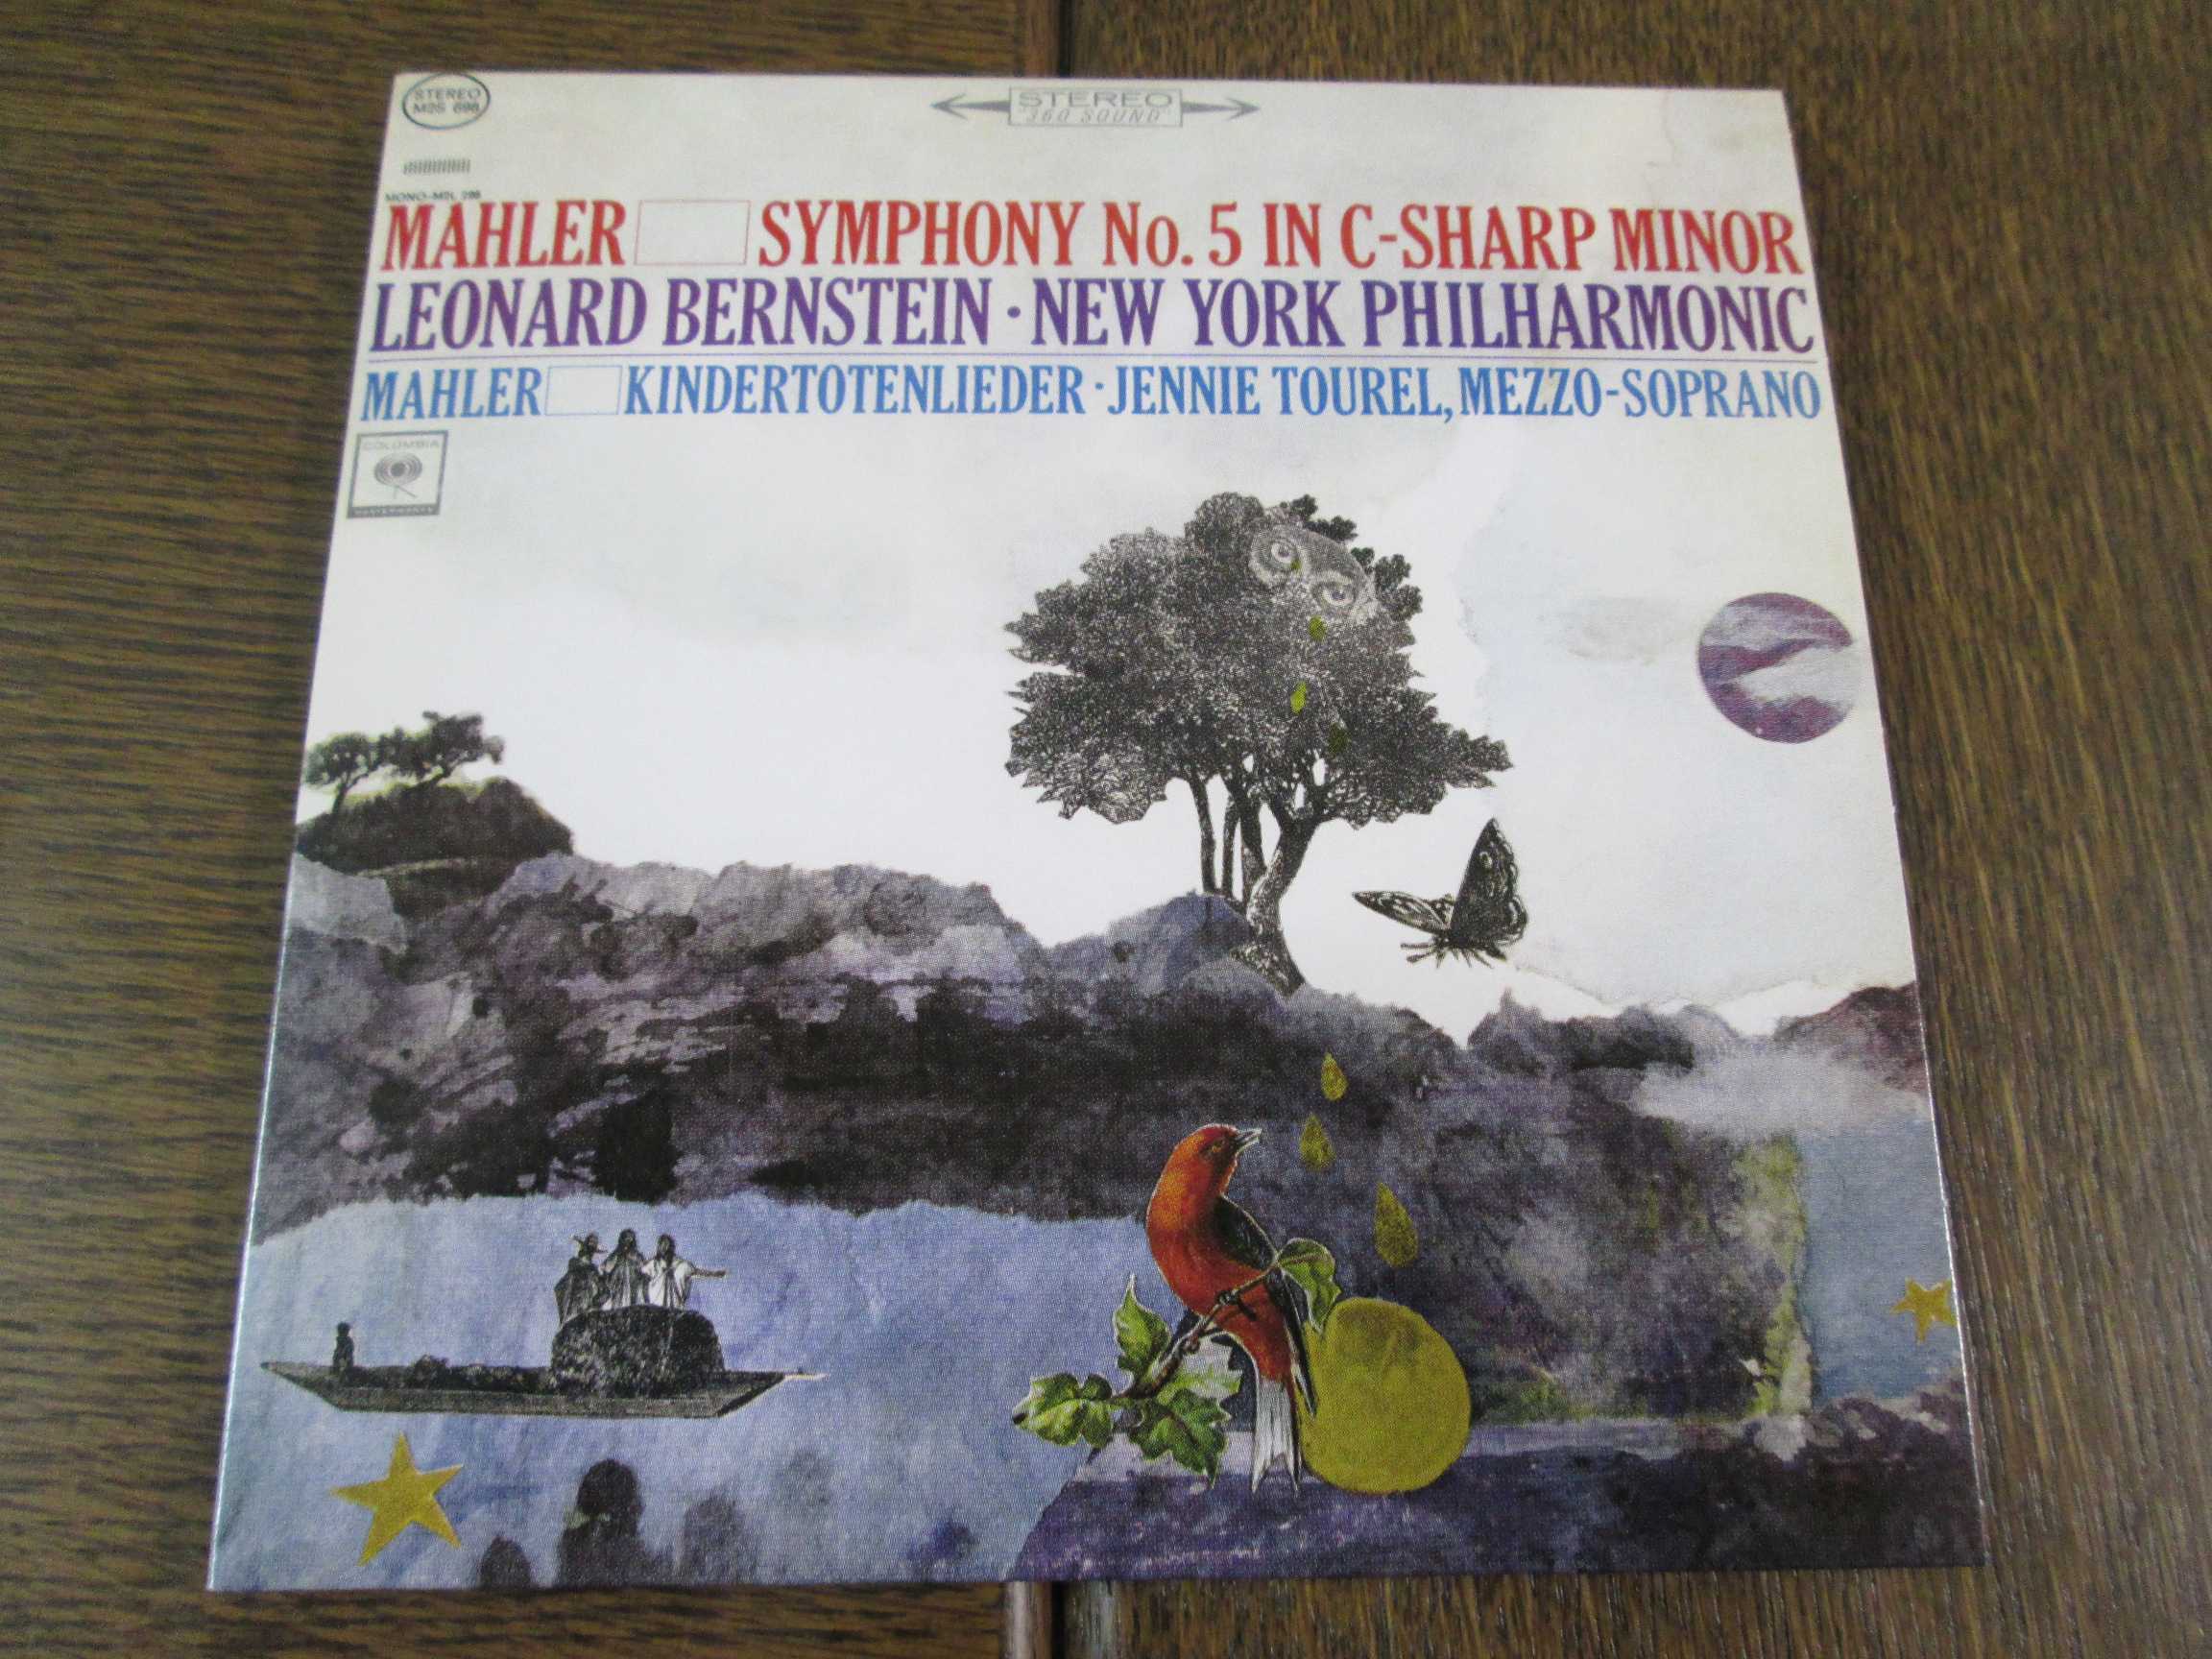 STEREO
M2S 698
STEREO
"360 SOUND"
MONO-M2L 298
MAHLER SYMPHONY No. 5 IN C-SHARP MINOR
LEONARD BERNSTEIN · NEW YORK PHILHARMONIC
MAHLER KINDERTOTENLIEDER · JENNIE TOUREL, MEZZO-SOPRANO
COLUMBIA
MASTERWORKS